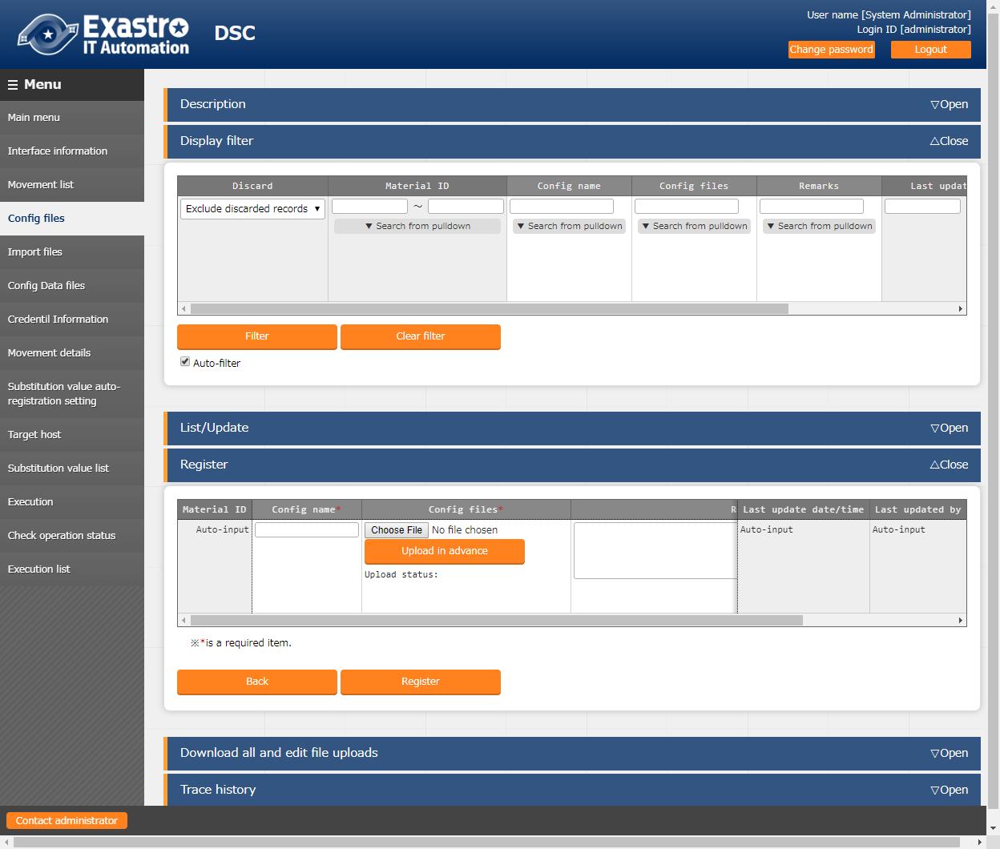 Exastro
IT Automation
DSC
User name [System Administrator]
Login ID [administrator]
Change password
Logout
☰ Menu
Main menu
Interface information
Movement list
Config files
Import files
Config Data files
Credentil Information
Movement details
Substitution value auto-
registration setting
Target host
Substitution value list
Execution
Check operation status
Execution list
Description ▽Open
Display filter △Close
Discard Material ID Config name Config files Remarks Last updat
Exclude discarded records ▼ ～
▼ Search from pulldown ▼ Search from pulldown ▼ Search from pulldown ▼ Search from pulldown
Filter Clear filter
Auto-filter
List/Update ▽Open
Register △Close
Material ID Config name* Config files* R Last update date/time Last updated by
Auto-input Choose File No file chosen Auto-input Auto-input
Upload in advance
Upload status:
※*is a required item.
Back Register
Download all and edit file uploads ▽Open
Trace history ▽Open
Contact administrator